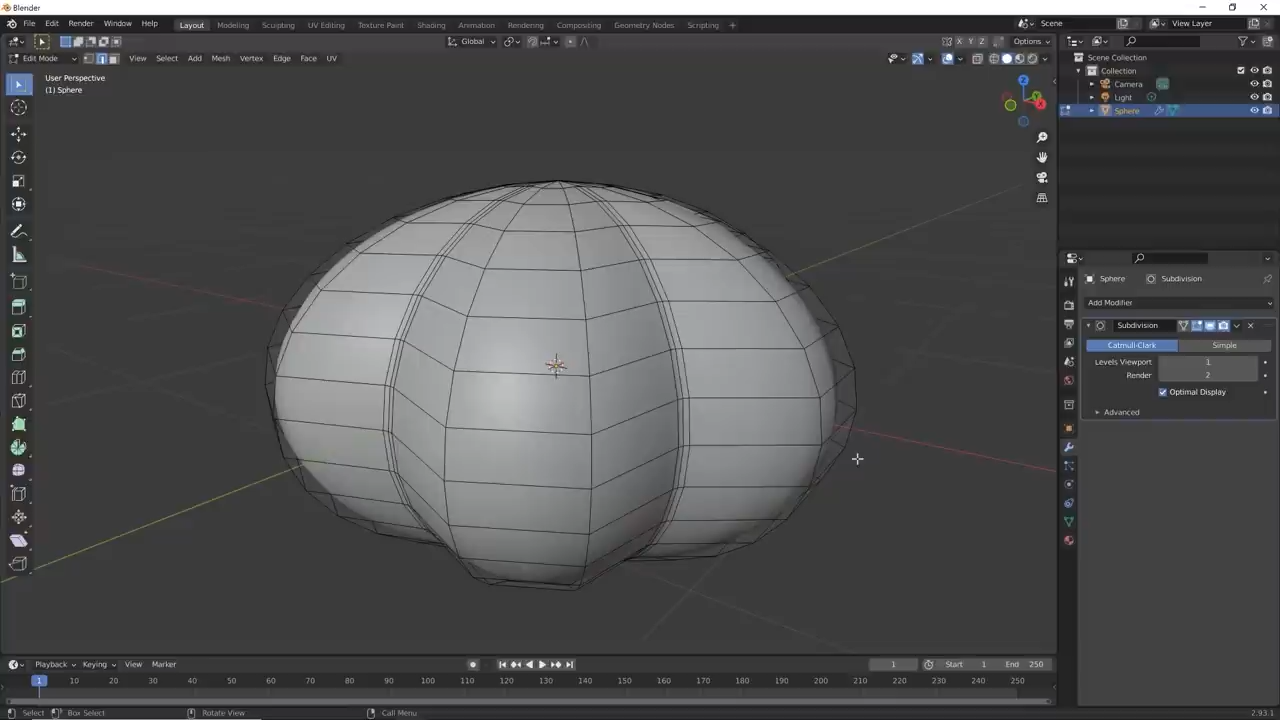 Blender
File Edit Render Window Help Layout Modeling Sculpting UV Editing Texture Paint Shading Animation Rendering Compositing Geometry Nodes Scripting + Scene View Layer
Global X Y Z Options
Edit Mode View Select Add Mesh Vertex Edge Face UV
User Perspective
(1) Sphere
Z
Y
X
Scene Collection
Collection
Camera
Light
Sphere
Sphere Subdivision
Add Modifier
Subdivision
Catmull-Clark Simple
Levels Viewport 1
Render 2
Optimal Display
Advanced
Playback Keying View Marker 1 Start 1 End 250
1 10 20 30 40 50 60 70 80 90 100 110 120 130 140 150 160 170 180 190 200 210 220 230 240 250
Select Box Select Rotate View Call Menu 2.93.1